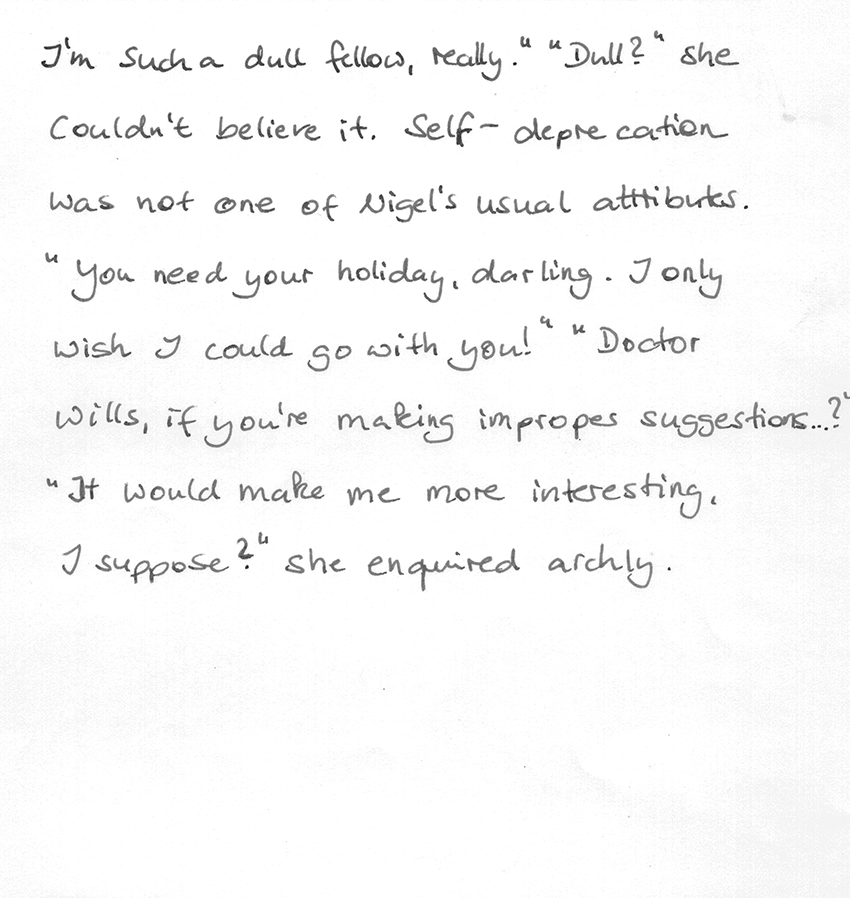 I'm such a dull fellow, really." "Dull?" she
couldn't believe it. Self-deprecation
was not one of Nigel's usual atttibutes.
"You need your holiday, darling. I only
wish I could go with you!" "Doctor
Wills, if you're making impropes suggestions...?"
"It would make me more interesting,
I suppose?" she enquired archly.